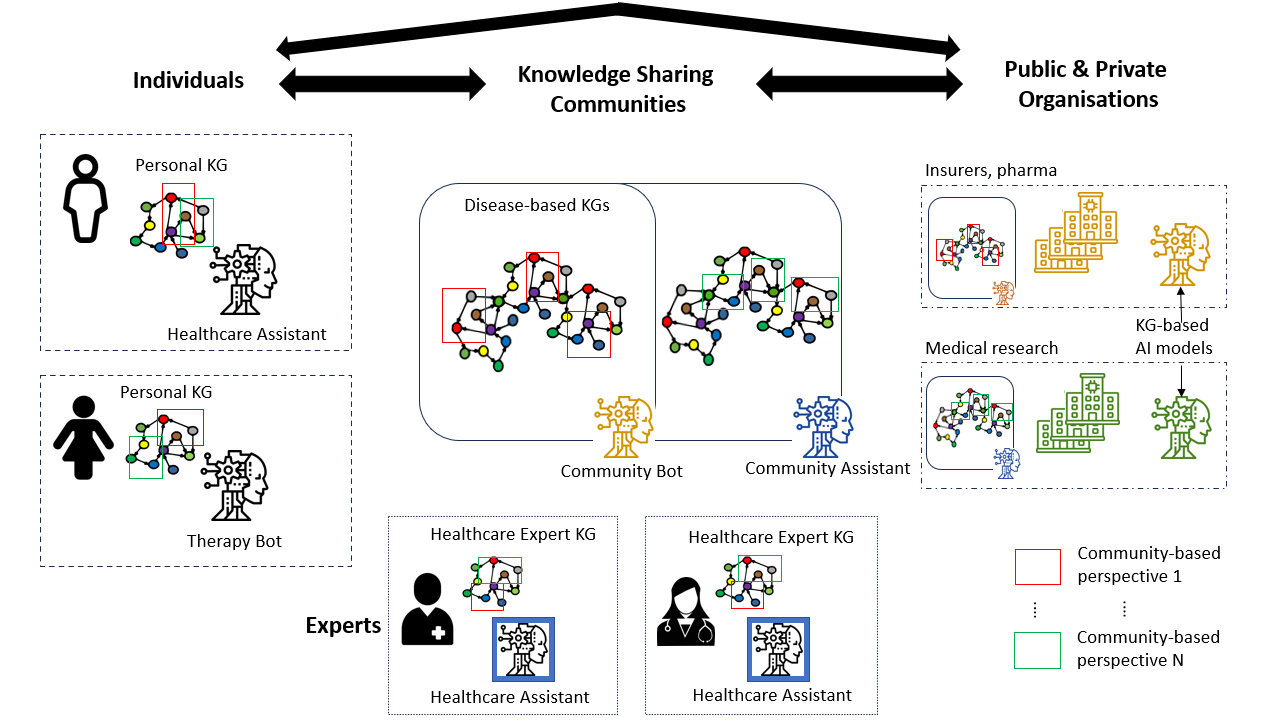 Individuals
Knowledge Sharing
Communities
Public & Private
Organisations
Personal KG
Healthcare Assistant
Personal KG
Therapy Bot
Disease-based KGs
Community Bot
Community Assistant
Insurers, pharma
KG-based
AI models
Medical research
Experts
Healthcare Expert KG
Healthcare Assistant
Healthcare Expert KG
Healthcare Assistant
Community-based
perspective 1
Community-based
perspective N